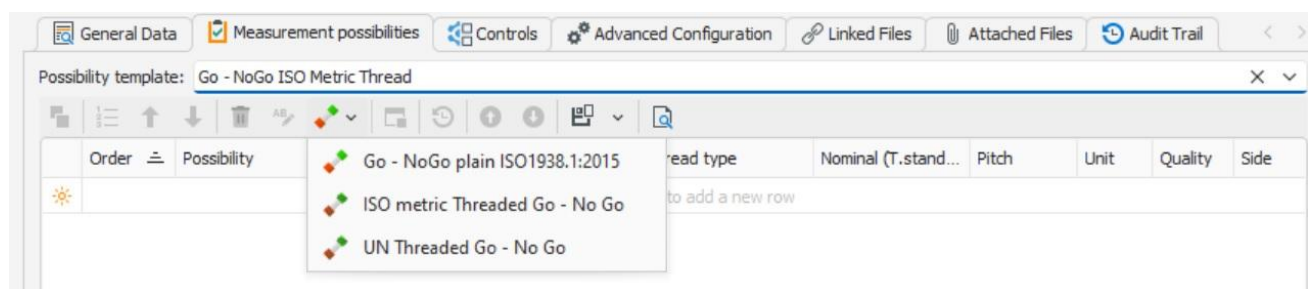 General Data Measurement possibilities Controls Advanced Configuration Linked Files Attached Files Audit Trail
Possibility template: Go - NoGo ISO Metric Thread
Order Possibility read type Nominal (T.stand... Pitch Unit Quality Side
Go - NoGo plain ISO1938.1:2015
to add a new row
ISO metric Threaded Go - No Go
UN Threaded Go - No Go